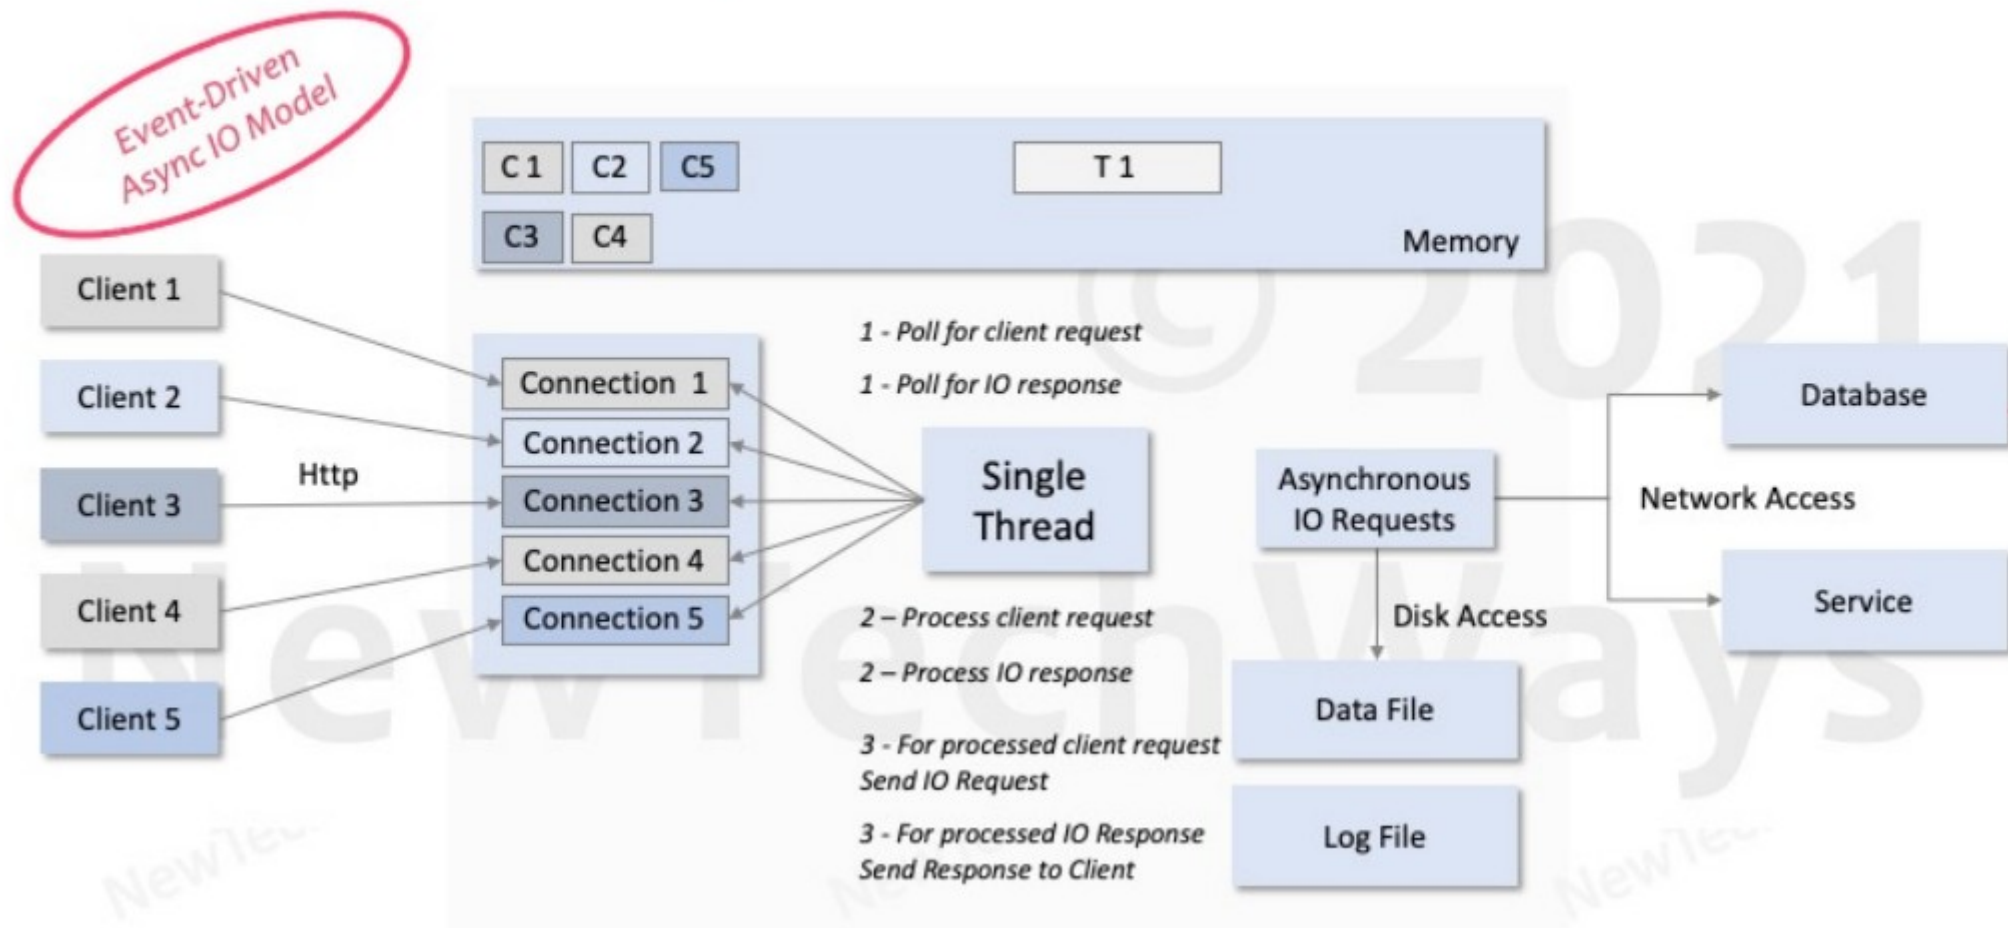 Event-Driven
Async IO Model
C 1
C2
C5
T 1
C3
C4
Memory
Client 1
Client 2
Client 3
Client 4
Client 5
Http
Connection 1
Connection 2
Connection 3
Connection 4
Connection 5
1 - Poll for client request
1 - Poll for IO response
Single
Thread
2 – Process client request
2 – Process IO response
3 - For processed client request
Send IO Request
3 - For processed IO Response
Send Response to Client
Asynchronous
IO Requests
Network Access
Database
Service
Disk Access
Data File
Log File
© 2021
NewTechWays